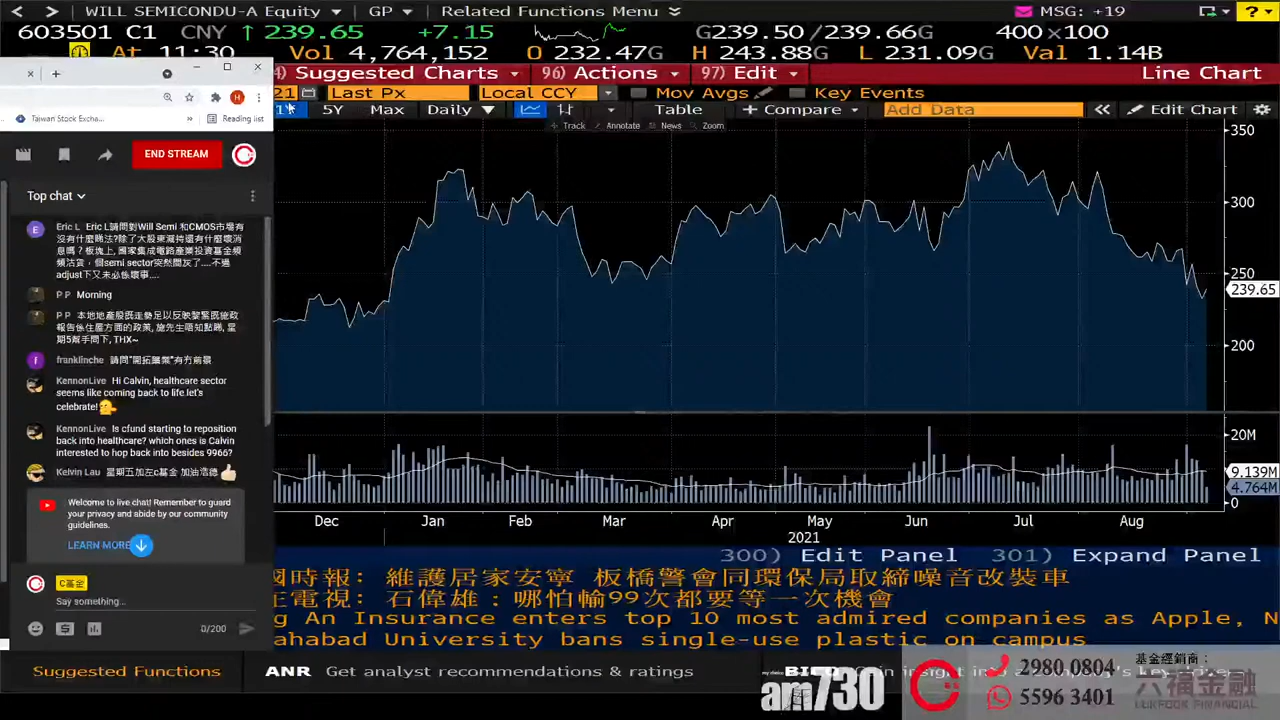 WILL SEMICONDU-A Equity GP Related Functions Menu MSG: +19
603501 C1 CNY ↑ 239.65 +7.15 G239.50/239.66G 400×100
At 11:30 Vol 4,764,152 O 232.47G H 243.88G L 231.09G Val 1.14B
Suggested Charts 96) Actions 97) Edit Line Chart
21 Last Px Local CCY Mov Avgs Key Events
5Y Max Daily Table + Compare Add Data « Edit Chart
Track Annotate News Zoom
Taiwan Stock Excha... » Reading list
END STREAM
Top chat
Eric L Eric L請問對Will Semi 和CMOS市場有
沒有什麼睇法?除了大股東減持還有什麼壞消
息嗎？板塊上, 國家集成電路產業投資基金頻
頻沽貨，個semi sector突然閞灰了....不過
adjust下又未必係壞事....
P P Morning
P P 本地地產股既走勢足以反映黎緊既施政
報告係住屋方面的政策, 施先生唔知點睇, 星
期5幫手問下, THX~
franklinche 請問"開拓藥業"有冇前景
KennonLive Hi Calvin, healthcare sector
seems like coming back to life.let's
celebrate!
KennonLive Is cfund starting to reposition
back into healthcare? which ones is Calvin
interested to hop back into besides 9966?
Kelvin Lau 星期五加左c基金 加油浩德
Welcome to live chat! Remember to guard
your privacy and abide by our community
guidelines.
LEARN MORE
C基金
Say something...
0/200
350
300
250
239.65
200
20M
9.139M
4.764M
0
Dec Jan Feb Mar Apr May Jun Jul Aug
2021
300) Edit Panel 301) Expand Panel
國時報: 維護居家安寧 板橋警會同環保局取締噪音改裝車
正電視: 石偉雄：哪怕輸99次都要等一次機會
g An Insurance enters top 10 most admired companies as Apple, N
ahabad University bans single-use plastic on campus
Suggested Functions ANR Get analyst recommendations & ratings
am730
2980 0804
5596 3401
基金經銷商：
六福金融
LUKFOOK FINANCIAL